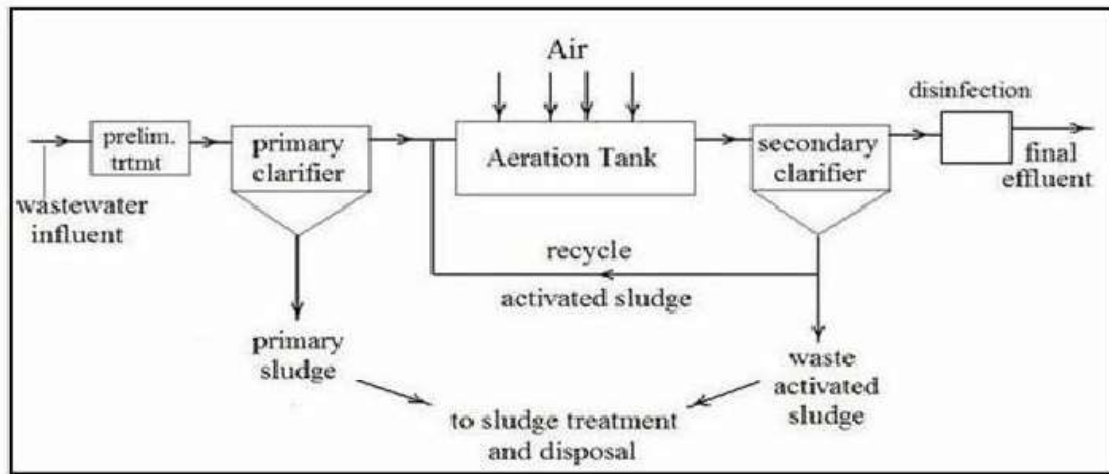 Air
disinfection
prelim.
trtmt
primary
clarifier
Aeration Tank
secondary
clarifier
final
effluent
wastewater
influent
recycle
activated sludge
primary
sludge
waste
activated
sludge
to sludge treatment
and disposal